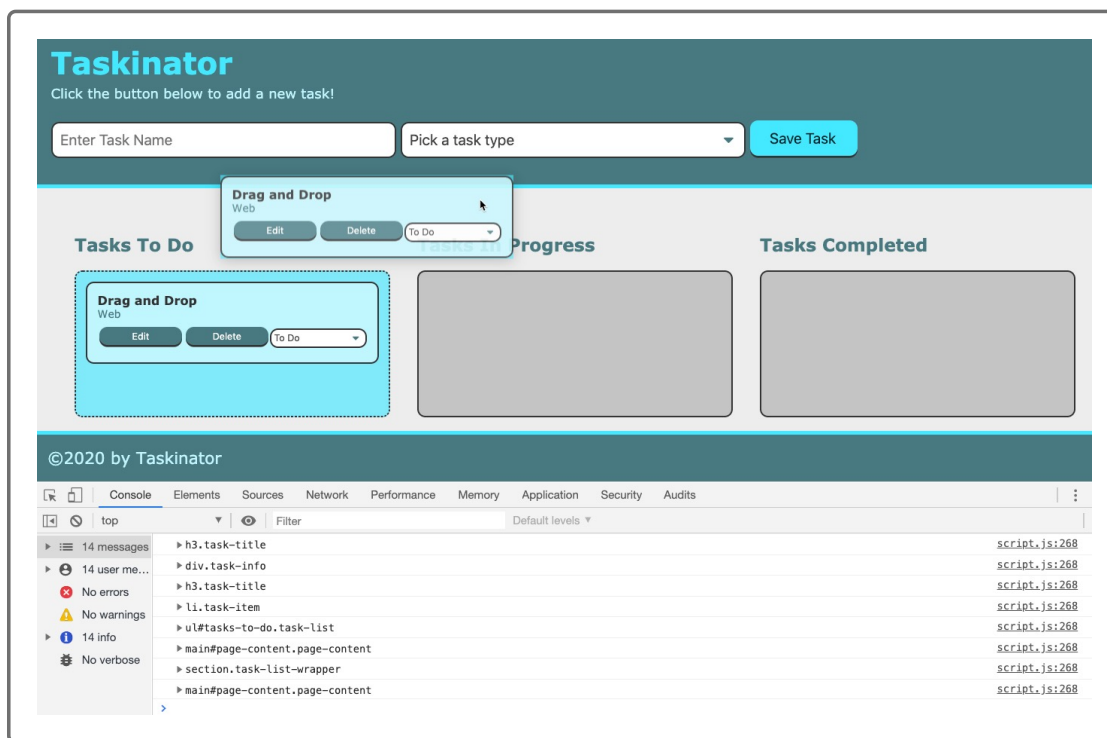 Taskinator
Click the button below to add a new task!
Enter Task Name
Pick a task type
Save Task
Drag and Drop
Web
Edit Delete To Do
Tasks To Do
Tasks In Progress
Tasks Completed
Drag and Drop
Web
Edit Delete To Do
©2020 by Taskinator
Console Elements Sources Network Performance Memory Application Security Audits
top Filter Default levels
14 messages
14 user me...
No errors
No warnings
14 info
No verbose
h3.task-title script.js:268
div.task-info script.js:268
h3.task-title script.js:268
li.task-item script.js:268
ul#tasks-to-do.task-list script.js:268
main#page-content.page-content script.js:268
section.task-list-wrapper script.js:268
main#page-content.page-content script.js:268